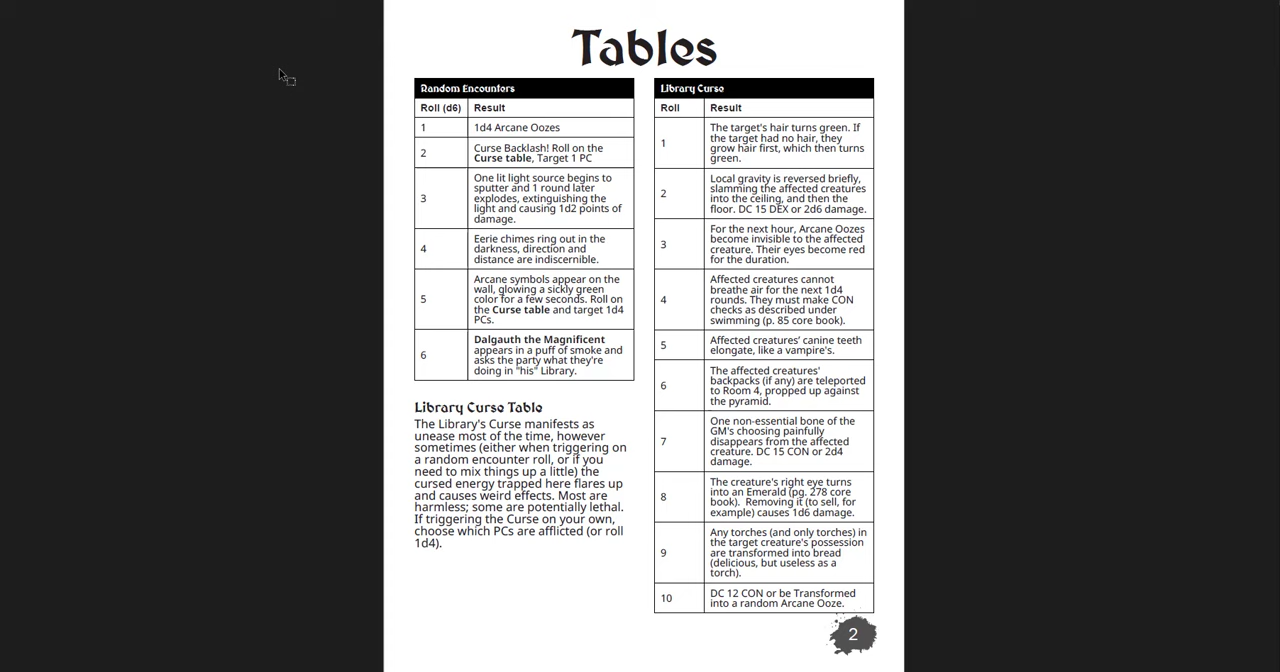 Tables
Random Encounters
Roll (d6) Result
1 1d4 Arcane Oozes
2 Curse Backlash! Roll on the
Curse table, Target 1 PC
3 One lit light source begins to
sputter and 1 round later
explodes, extinguishing the
light and causing 1d2 points of
damage.
4 Eerie chimes ring out in the
darkness, direction and
distance are indiscernible.
5 Arcane symbols appear on the
wall, glowing a sickly green
color for a few seconds. Roll on
the Curse table and target 1d4
PCs.
6 Dalgauth the Magnificent
appears in a puff of smoke and
asks the party what they're
doing in "his" Library.
Library Curse Table
The Library's Curse manifests as
unease most of the time, however
sometimes (either when triggering on
a random encounter roll, or if you
need to mix things up a little) the
cursed energy trapped here flares up
and causes weird effects. Most are
harmless; some are potentially lethal.
If triggering the Curse on your own,
choose which PCs are afflicted (or roll
1d4).
Library Curse
Roll Result
1 The target's hair turns green. If
the target had no hair, they
grow hair first, which then turns
green.
2 Local gravity is reversed briefly,
slamming the affected creatures
into the ceiling, and then the
floor. DC 15 DEX or 2d6 damage.
3 For the next hour, Arcane Oozes
become invisible to the affected
creature. Their eyes become red
for the duration.
4 Affected creatures cannot
breathe air for the next 1d4
rounds. They must make CON
checks as described under
swimming (p. 85 core book).
5 Affected creatures’ canine teeth
elongate, like a vampire's.
6 The affected creatures'
backpacks (if any) are teleported
to Room 4, propped up against
the pyramid.
7 One non-essential bone of the
GM's choosing painfully
disappears from the affected
creature. DC 15 CON or 2d4
damage.
8 The creature's right eye turns
into an Emerald (pg. 278 core
book).  Removing it (to sell, for
example) causes 1d6 damage.
9 Any torches (and only torches) in
the target creature's possession
are transformed into bread
(delicious, but useless as a
torch).
10 DC 12 CON or be Transformed
into a random Arcane Ooze.
2